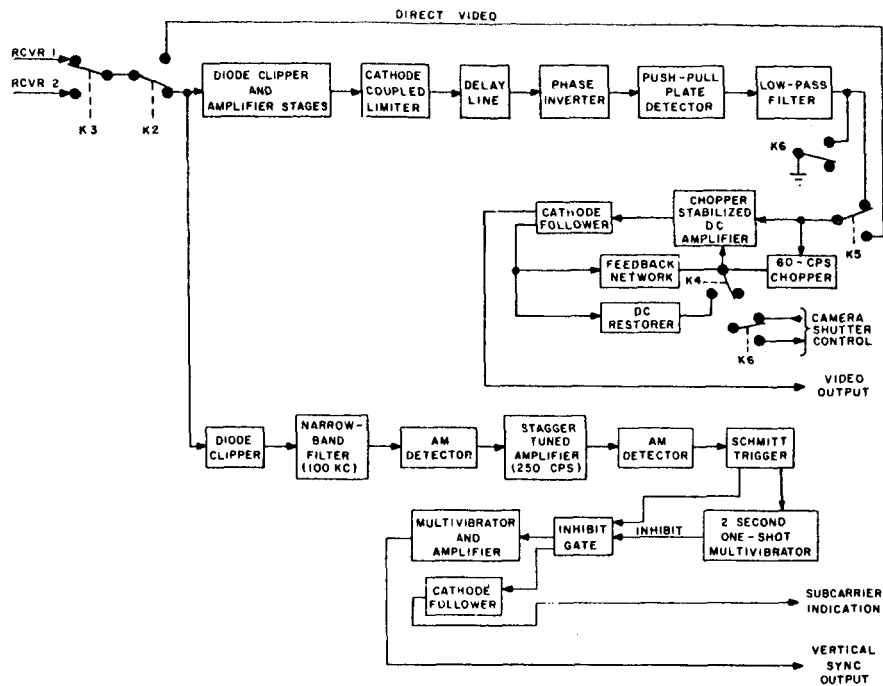 DIRECT VIDEO
RCVR 1
RCVR 2
K3
K2
DIODE CLIPPER
AND
AMPLIFIER STAGES
CATHODE
COUPLED
LIMITER
DELAY
LINE
PHASE
INVERTER
PUSH-PULL
PLATE
DETECTOR
LOW-PASS
FILTER
K6
K5
CATHODE
FOLLOWER
CHOPPER
STABILIZED
DC
AMPLIFIER
60-CPS
CHOPPER
FEEDBACK
NETWORK
K4
DC
RESTORER
K6
CAMERA
SHUTTER
CONTROL
VIDEO
OUTPUT
DIODE
CLIPPER
NARROW-
BAND
FILTER
(100 KC)
AM
DETECTOR
STAGGER
TUNED
AMPLIFIER
(250 CPS)
AM
DETECTOR
SCHMITT
TRIGGER
MULTIVIBRATOR
AND
AMPLIFIER
INHIBIT
GATE
INHIBIT
2 SECOND
ONE-SHOT
MULTIVIBRATOR
CATHODE
FOLLOWER
SUBCARRIER
INDICATION
VERTICAL
SYNC
OUTPUT